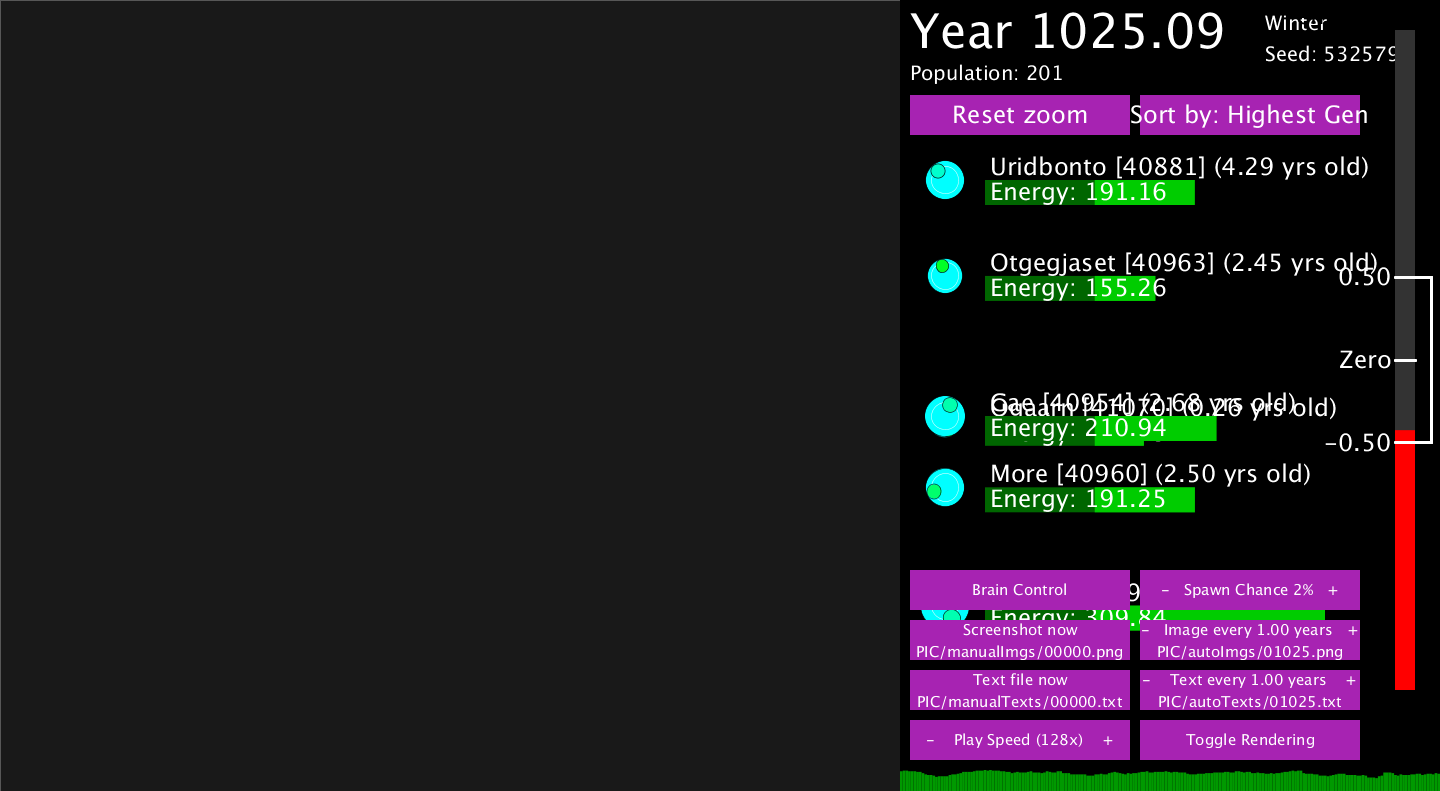 Year 1025.09
Winter
Seed: 532579
Population: 201
Reset zoom
Sort by: Highest Gen
Uridbonto [40881] (4.29 yrs old)
Energy: 191.16
Otgegjaset [40963] (2.45 yrs old)
Energy: 155.26
0.50
Zero
Gae [40954] (2.68 yrs old)
[41070] (0.26 yrs old)
Energy: 210.94
-0.50
More [40960] (2.50 yrs old)
Energy: 191.25
Energy: 309.84
Brain Control
- Spawn Chance 2% +
Screenshot now
PIC/manualImgs/00000.png
- Image every 1.00 years +
PIC/autoImgs/01025.png
Text file now
PIC/manualTexts/00000.txt
- Text every 1.00 years +
PIC/autoTexts/01025.txt
- Play Speed (128x) +
Toggle Rendering